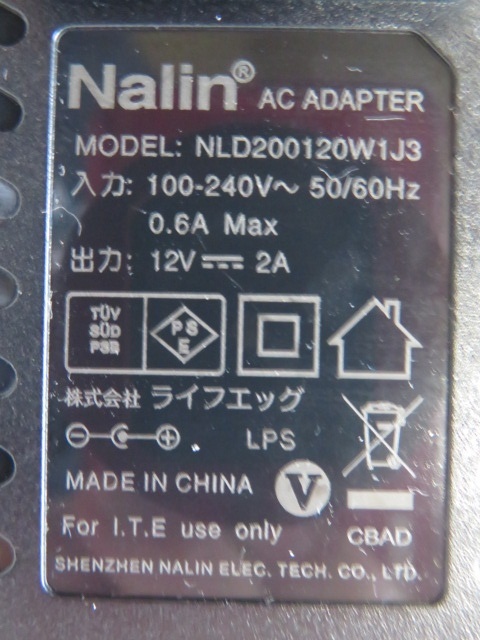 Nalin® AC ADAPTER
MODEL: NLD200120W1J3
入力: 100-240V～ 50/60Hz
0.6A Max
出力: 12V⎓ 2A
TÜV
SÜD
PSE
PS
E
株式会社 ライフエッグ
LPS
MADE IN CHINA
V
For I.T.E use only
CBAD
SHENZHEN NALIN ELEC. TECH. CO., LTD.